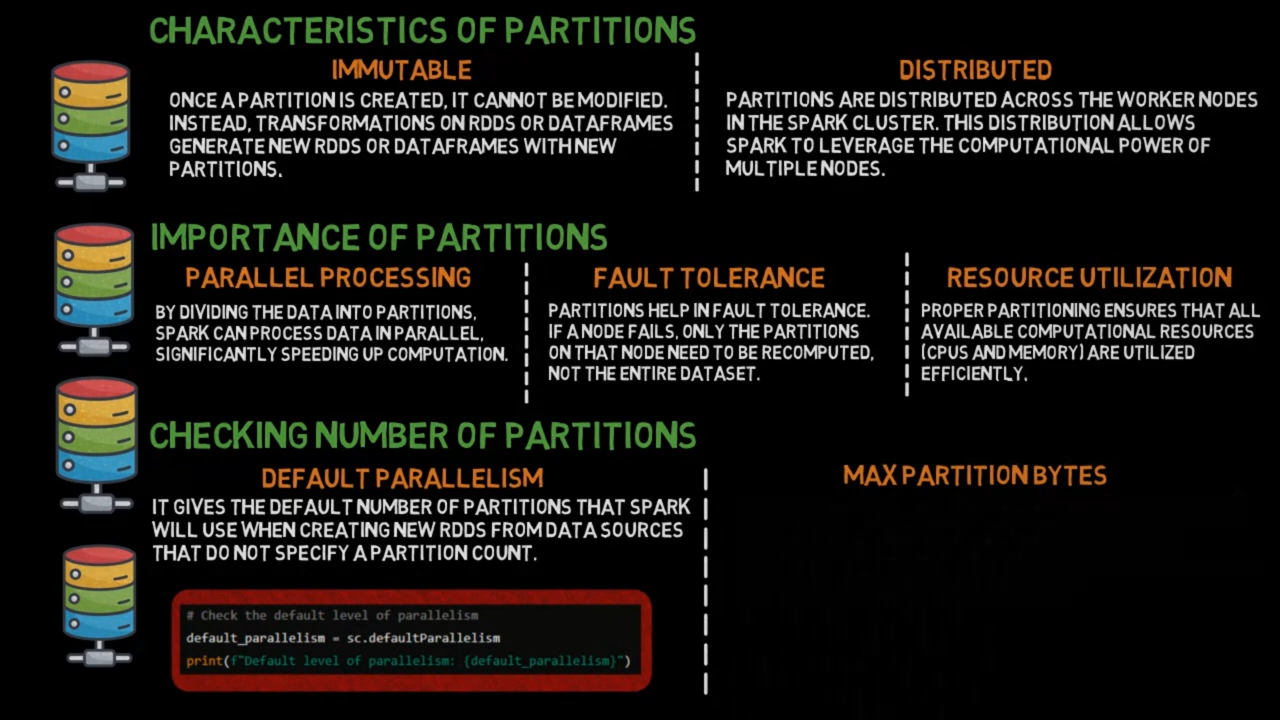 CHARACTERISTICS OF PARTITIONS
IMMUTABLE
ONCE A PARTITION IS CREATED, IT CANNOT BE MODIFIED.
INSTEAD, TRANSFORMATIONS ON RDDS OR DATAFRAMES
GENERATE NEW RDDS OR DATAFRAMES WITH NEW
PARTITIONS.
DISTRIBUTED
PARTITIONS ARE DISTRIBUTED ACROSS THE WORKER NODES
IN THE SPARK CLUSTER. THIS DISTRIBUTION ALLOWS
SPARK TO LEVERAGE THE COMPUTATIONAL POWER OF
MULTIPLE NODES.
IMPORTANCE OF PARTITIONS
PARALLEL PROCESSING
BY DIVIDING THE DATA INTO PARTITIONS,
SPARK CAN PROCESS DATA IN PARALLEL,
SIGNIFICANTLY SPEEDING UP COMPUTATION.
FAULT TOLERANCE
PARTITIONS HELP IN FAULT TOLERANCE.
IF A NODE FAILS, ONLY THE PARTITIONS
ON THAT NODE NEED TO BE RECOMPUTED,
NOT THE ENTIRE DATASET.
RESOURCE UTILIZATION
PROPER PARTITIONING ENSURES THAT ALL
AVAILABLE COMPUTATIONAL RESOURCES
(CPUS AND MEMORY) ARE UTILIZED
EFFICIENTLY.
CHECKING NUMBER OF PARTITIONS
DEFAULT PARALLELISM
IT GIVES THE DEFAULT NUMBER OF PARTITIONS THAT SPARK
WILL USE WHEN CREATING NEW RDDS FROM DATA SOURCES
THAT DO NOT SPECIFY A PARTITION COUNT.
# Check the default level of parallelism
default_parallelism = sc.defaultParallelism
print(f"Default level of parallelism: {default_parallelism}")
MAX PARTITION BYTES